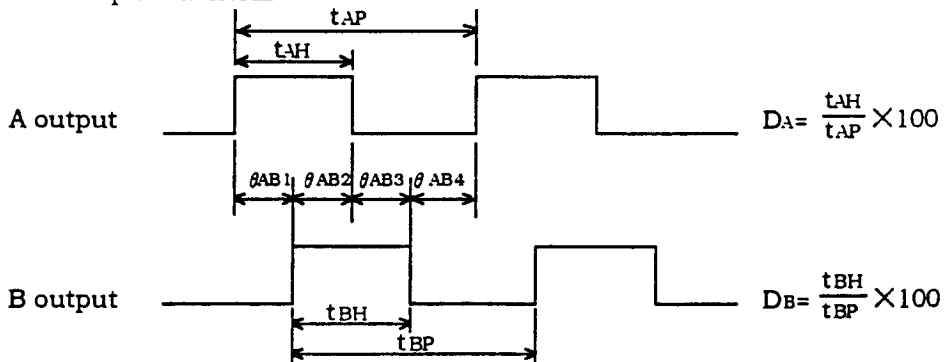 tAP
tAH
A output
DA= tAH/tAP ×100
θAB1 θAB2 θAB3 θAB4
B output
DB= tBH/tBP ×100
tBH
tBP